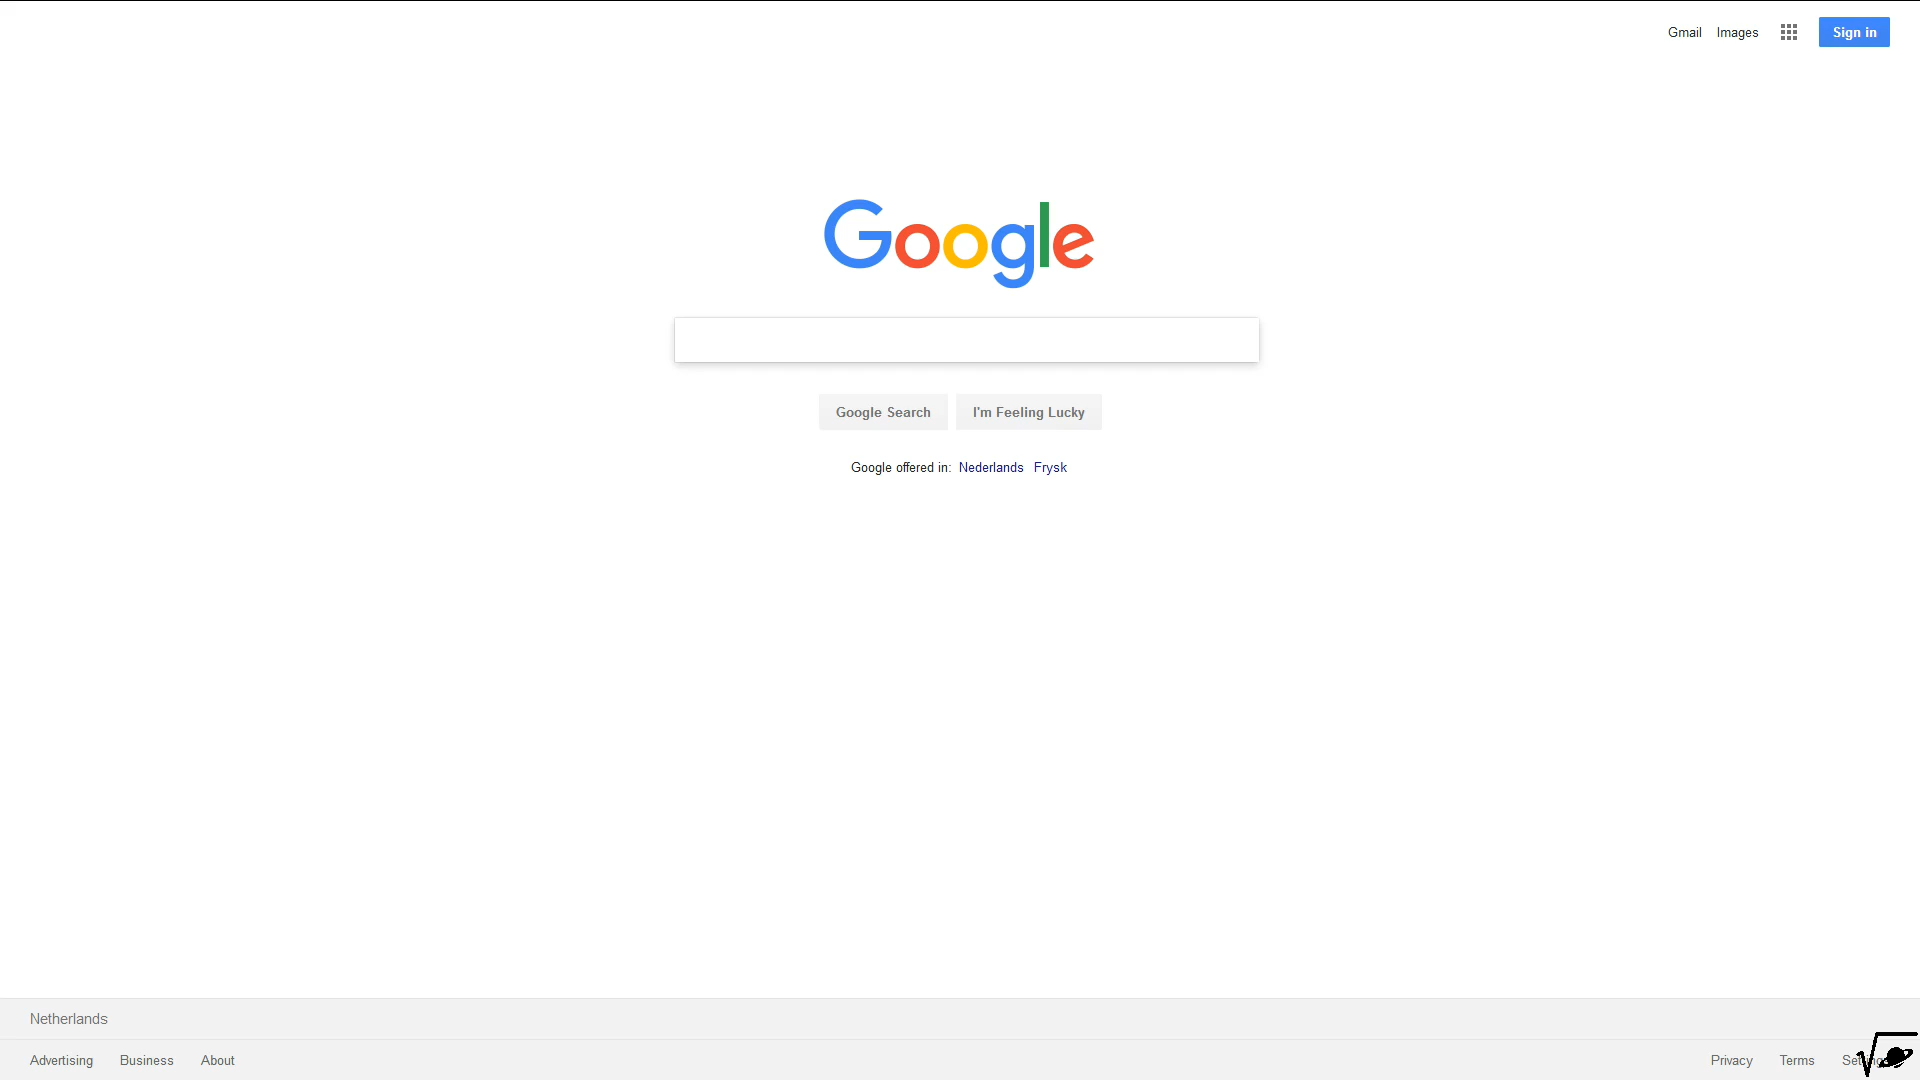 Gmail Images Sign in
Google
Google Search I'm Feeling Lucky
Google offered in: Nederlands Frysk
Netherlands
Advertising Business About Privacy Terms